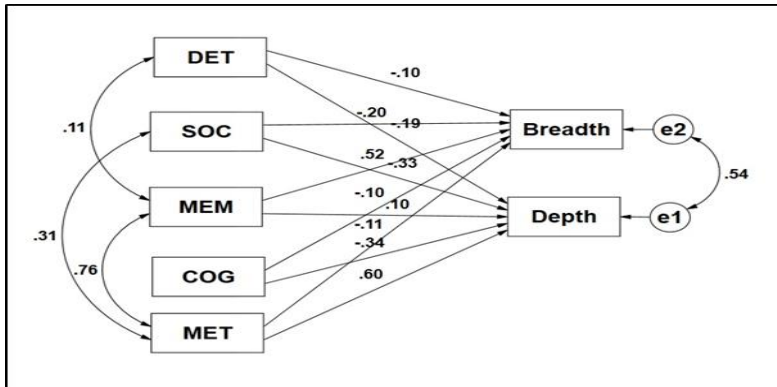 DET
-.10
.11
-.20
SOC
-.19
Breadth
e2
.52
-.33
.54
-.10
MEM
.10
Depth
e1
-.11
.31
-.34
.76
COG
.60
MET